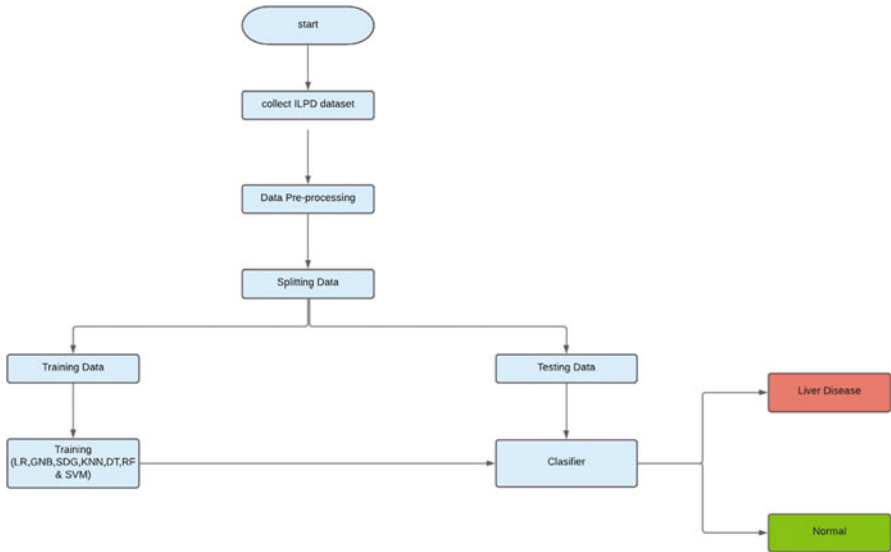 start
collect ILPD dataset
Data Pre-processing
Splitting Data
Training Data
Testing Data
Liver Disease
Training
(LR,GNB,SDG,KNN,DT,RF
& SVM)
Clasifier
Normal